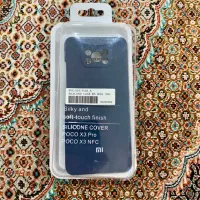 Silky and
soft-touch finish
SILICONE COVER
POCO X3 Pro
POCO X3 NFC
mi